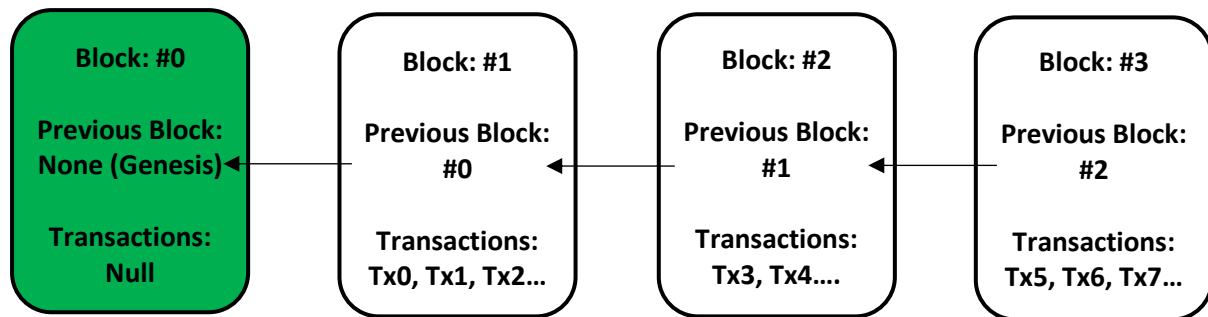 Block: #0
Previous Block:
None (Genesis)
Transactions:
Null
Block: #1
Previous Block:
#0
Transactions:
Tx0, Tx1, Tx2…
Block: #2
Previous Block:
#1
Transactions:
Tx3, Tx4….
Block: #3
Previous Block:
#2
Transactions:
Tx5, Tx6, Tx7…